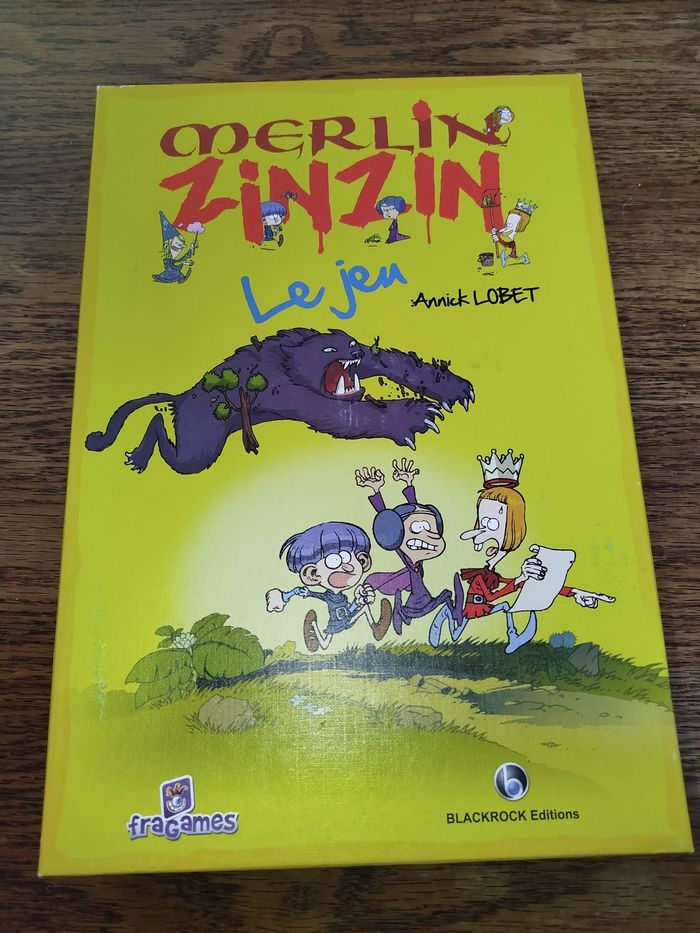 MERLIN
ZINZIN
Le jeu
Annick LOBET
fraGames
BLACKROCK Editions